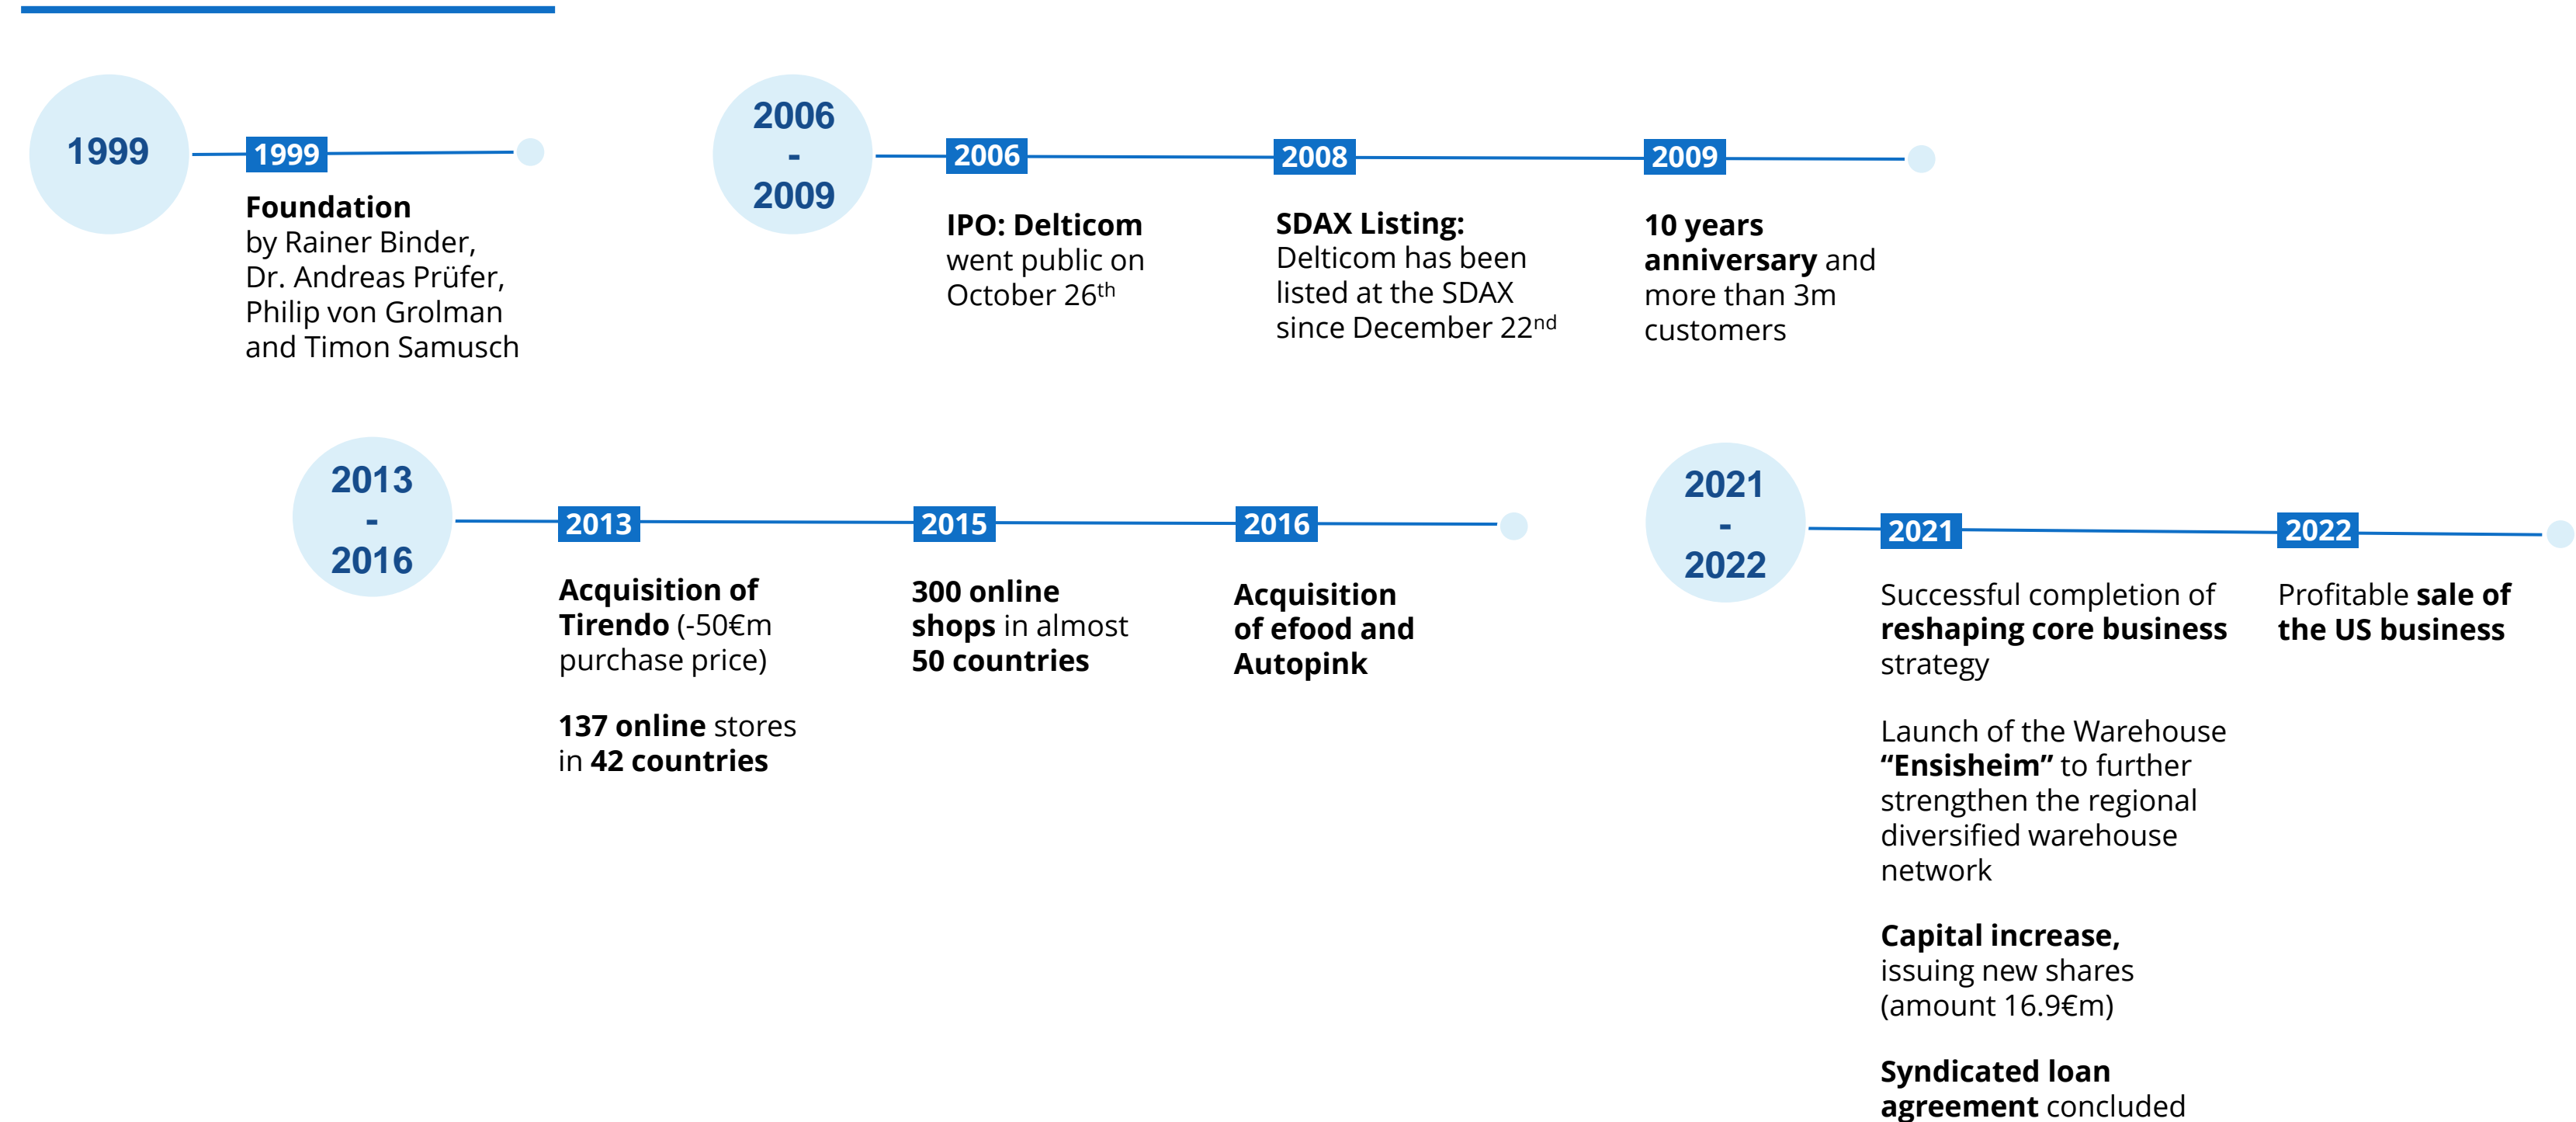 1999
1999
Foundation
by Rainer Binder,
Dr. Andreas Prüfer,
Philip von Grolman
and Timon Samusch
2006
-
2009
2006
IPO: Delticom
went public on
October 26th
2008
SDAX Listing:
Delticom has been
listed at the SDAX
since December 22nd
2009
10 years
anniversary and
more than 3m
customers
2013
-
2016
2013
Acquisition of
Tirendo (-50€m
purchase price)
137 online stores
in 42 countries
2015
300 online
shops in almost
50 countries
2016
Acquisition
of efood and
Autopink
2021
-
2022
2021
Successful completion of
reshaping core business
strategy
Launch of the Warehouse
“Ensisheim” to further
strengthen the regional
diversified warehouse
network
Capital increase,
issuing new shares
(amount 16.9€m)
Syndicated loan
agreement concluded
2022
Profitable sale of
the US business